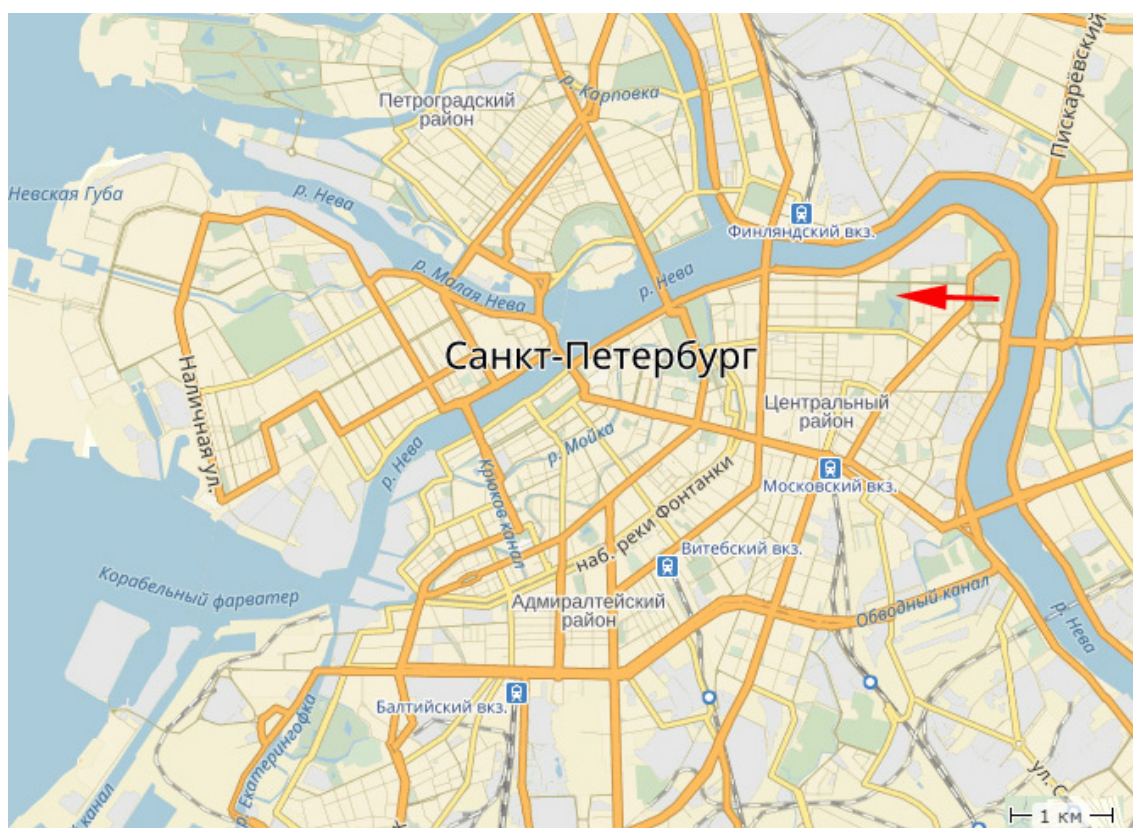 Пискарёвский
р. Карповка
Петроградский
район
Невская Губа
р. Нева
Финляндский вкз.
р. Малая Нева
р. Нева
Санкт-Петербург
Наличная ул.
Центральный
район
р. Нева
р. Мойка
Крюков канал
Московский вкз.
наб. реки Фонтанки
Витебский вкз.
Корабельный фарватер
Адмиралтейский
район
Обводный канал
р. Нева
Балтийский вкз.
р. Екатерингофка
канал
ул. С
1 км